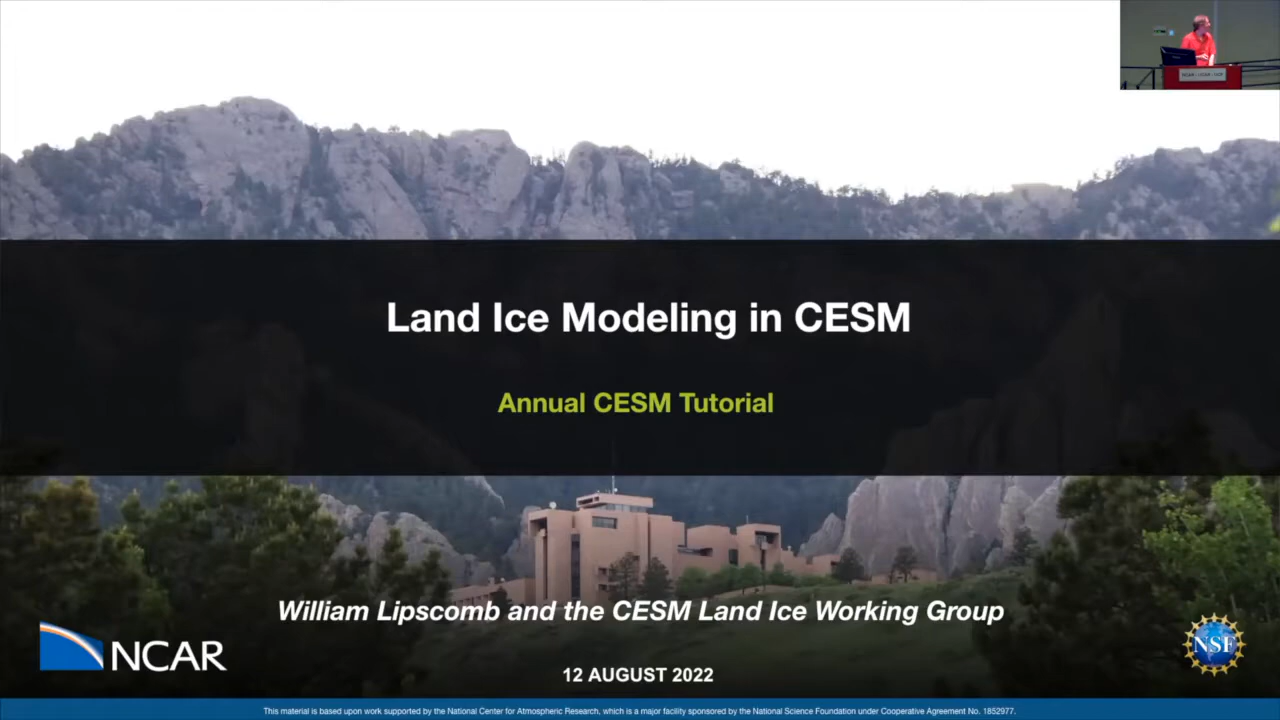 Land Ice Modeling in CESM
Annual CESM Tutorial
William Lipscomb and the CESM Land Ice Working Group
NCAR
NSF
12 AUGUST 2022
This material is based upon work supported by the National Center for Atmospheric Research, which is a major facility sponsored by the National Science Foundation under Cooperative Agreement No. 1852977.